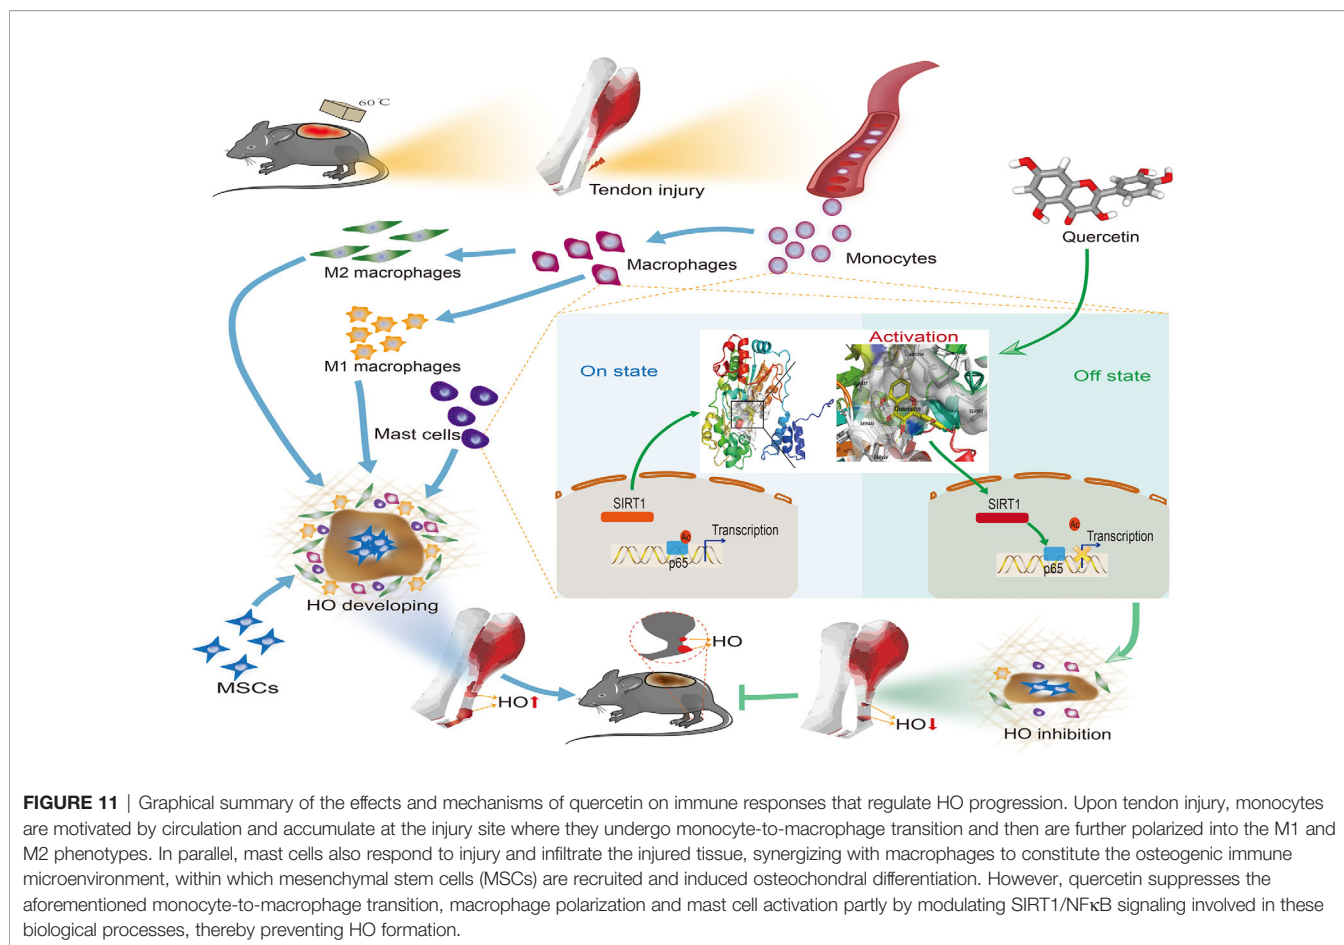 60℃
Tendon injury
Quercetin
M2 macrophages
Macrophages
Monocytes
M1 macrophages
Activation
On state
Off state
Quercetin
Mast cells
SIRT1
SIRT1
Ac
Transcription
p65
Ac
Transcription
p65
HO developing
MSCs
HO↑
HO
HO↓
HO inhibition
FIGURE 11 | Graphical summary of the effects and mechanisms of quercetin on immune responses that regulate HO progression. Upon tendon injury, monocytes
are motivated by circulation and accumulate at the injury site where they undergo monocyte-to-macrophage transition and then are further polarized into the M1 and
M2 phenotypes. In parallel, mast cells also respond to injury and infiltrate the injured tissue, synergizing with macrophages to constitute the osteogenic immune
microenvironment, within which mesenchymal stem cells (MSCs) are recruited and induced osteochondral differentiation. However, quercetin suppresses the
aforementioned monocyte-to-macrophage transition, macrophage polarization and mast cell activation partly by modulating SIRT1/NFκB signaling involved in these
biological processes, thereby preventing HO formation.